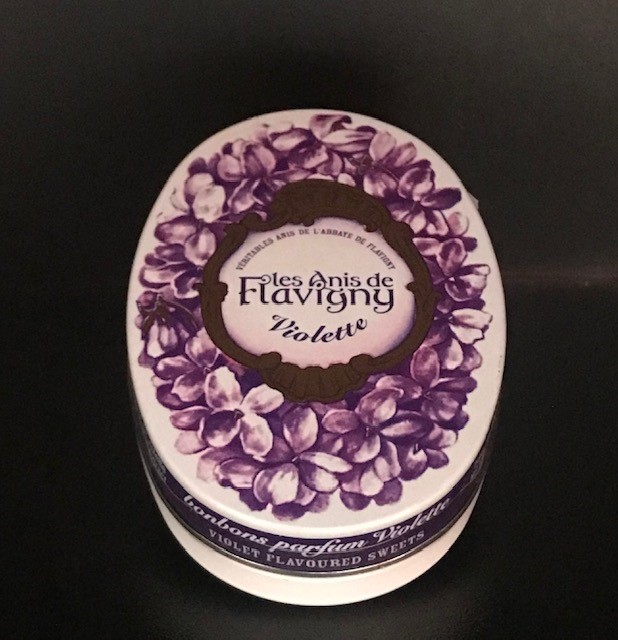 VÉRITABLES ANIS DE L'ABBAYE DE FLAVIGNY
les Anis de
Flavigny
Violette
bonbons parfum Violette
VIOLET FLAVOURED SWEETS